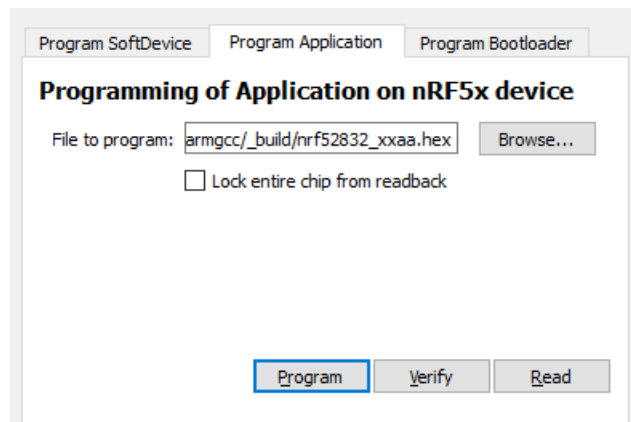 Program SoftDevice Program Application Program Bootloader
Programming of Application on nRF5x device
File to program: armgcc/_build/nrf52832_xxaa.hex Browse...
Lock entire chip from readback
Program Verify Read